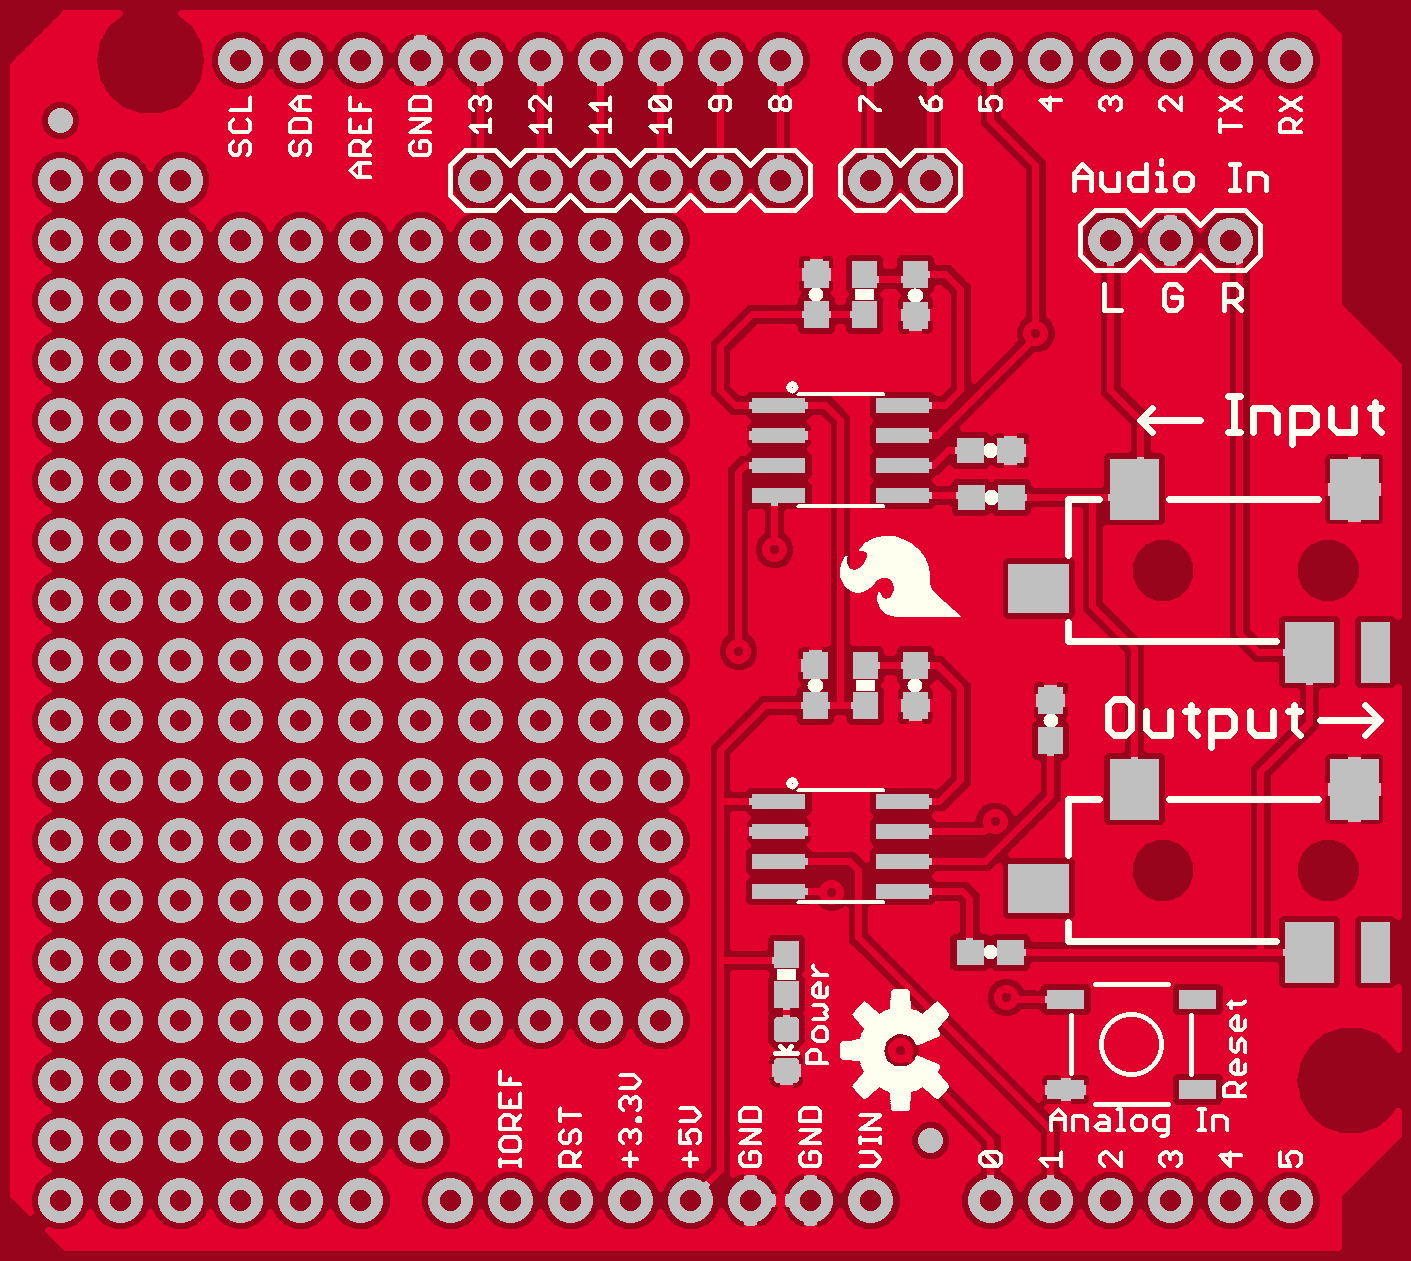 SCL
SDA
AREF
GND
13
12
11
10
9
8
7
6
5
4
3
2
TX
RX
Audio In
L G R
Input
Output
Power
Reset
Analog In
IOREF
RST
+3.3V
+5V
GND
GND
VIN
0
1
2
3
4
5